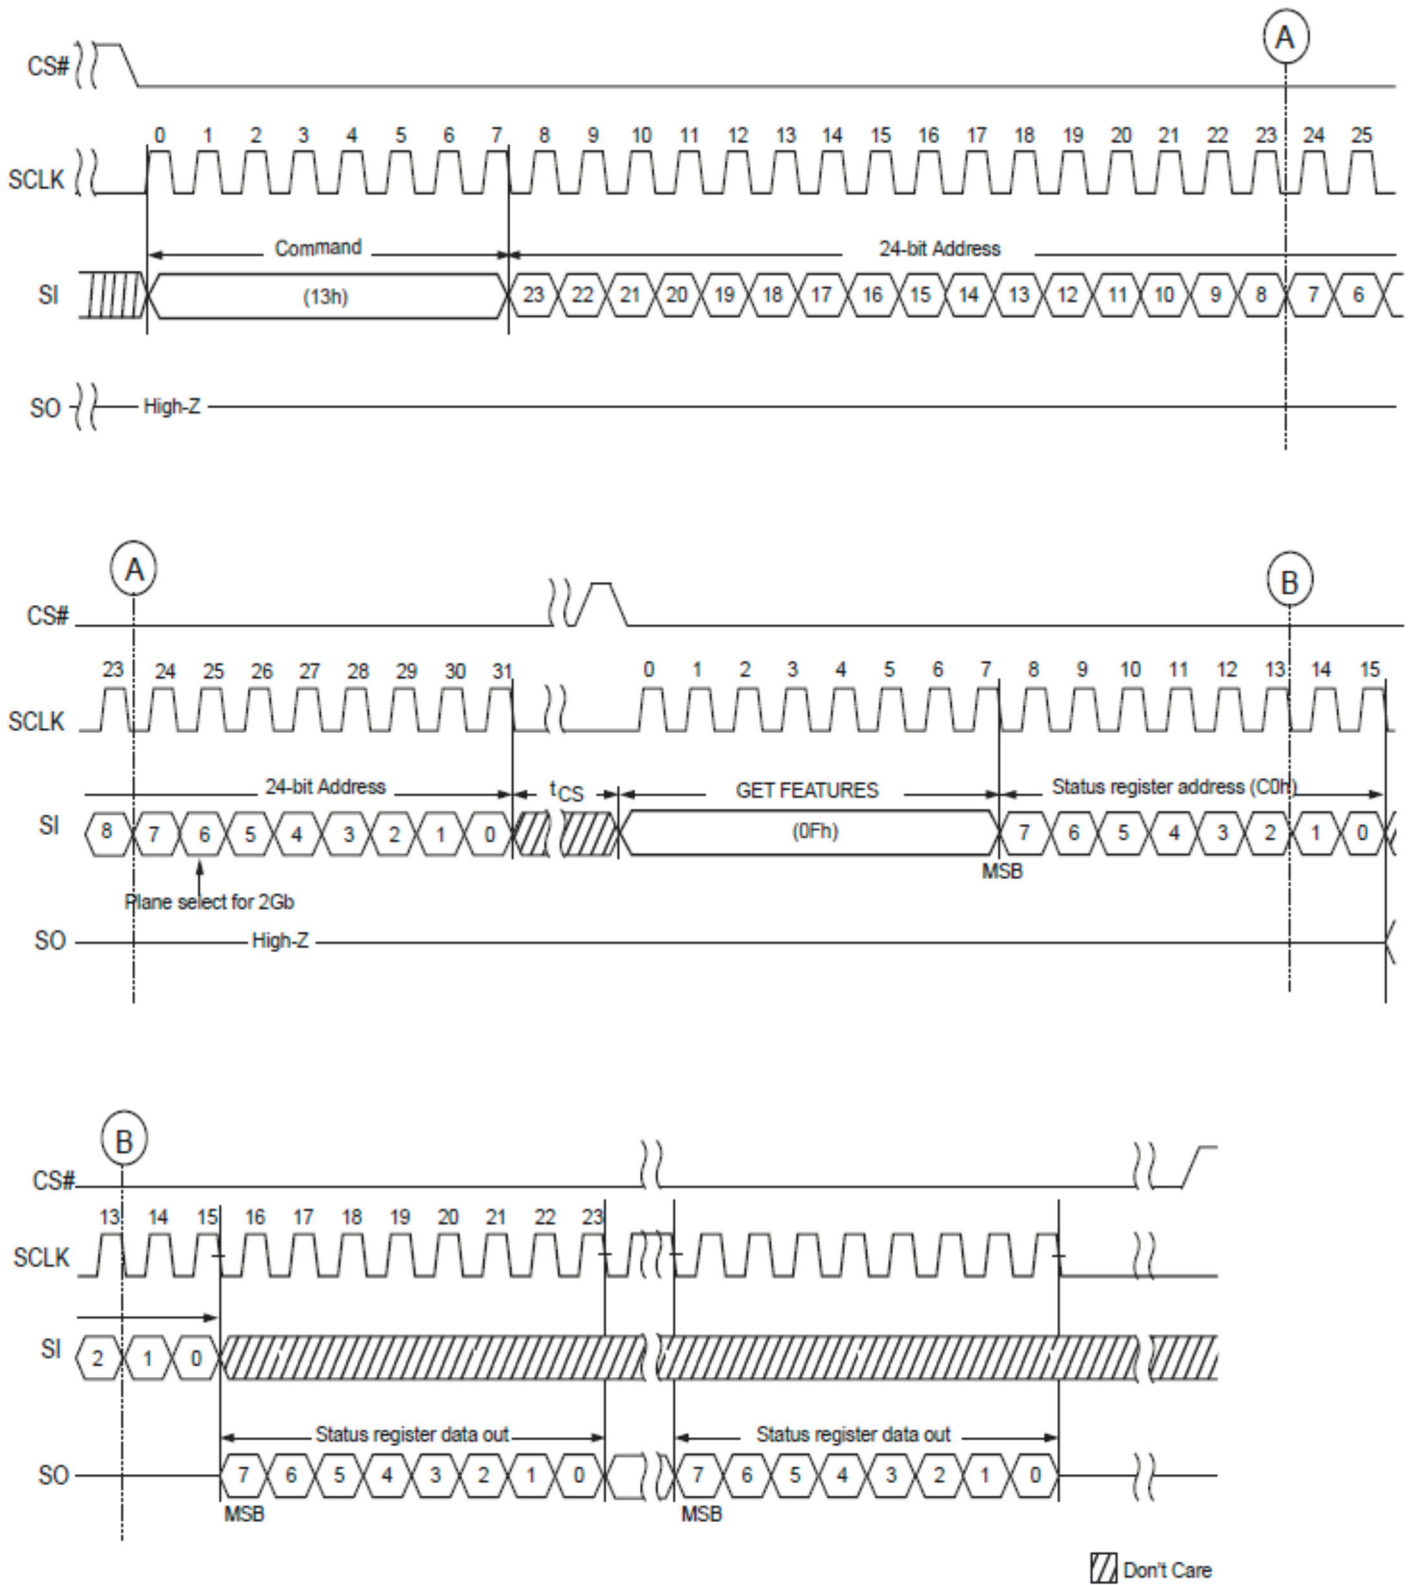 A
CS#
0 1 2 3 4 5 6 7 8 9 10 11 12 13 14 15 16 17 18 19 20 21 22 23 24 25
SCLK
Command 24-bit Address
SI (13h) 23 22 21 20 19 18 17 16 15 14 13 12 11 10 9 8 7 6
SO High-Z
A B
CS#
23 24 25 26 27 28 29 30 31 0 1 2 3 4 5 6 7 8 9 10 11 12 13 14 15
SCLK
24-bit Address tCS GET FEATURES Status register address (C0h)
SI 8 7 6 5 4 3 2 1 0 (0Fh) 7 6 5 4 3 2 1 0
MSB
Plane select for 2Gb
SO High-Z
B
CS#
13 14 15 16 17 18 19 20 21 22 23
SCLK
SI 2 1 0
Status register data out Status register data out
SO 7 6 5 4 3 2 1 0 7 6 5 4 3 2 1 0
MSB MSB
Don't Care